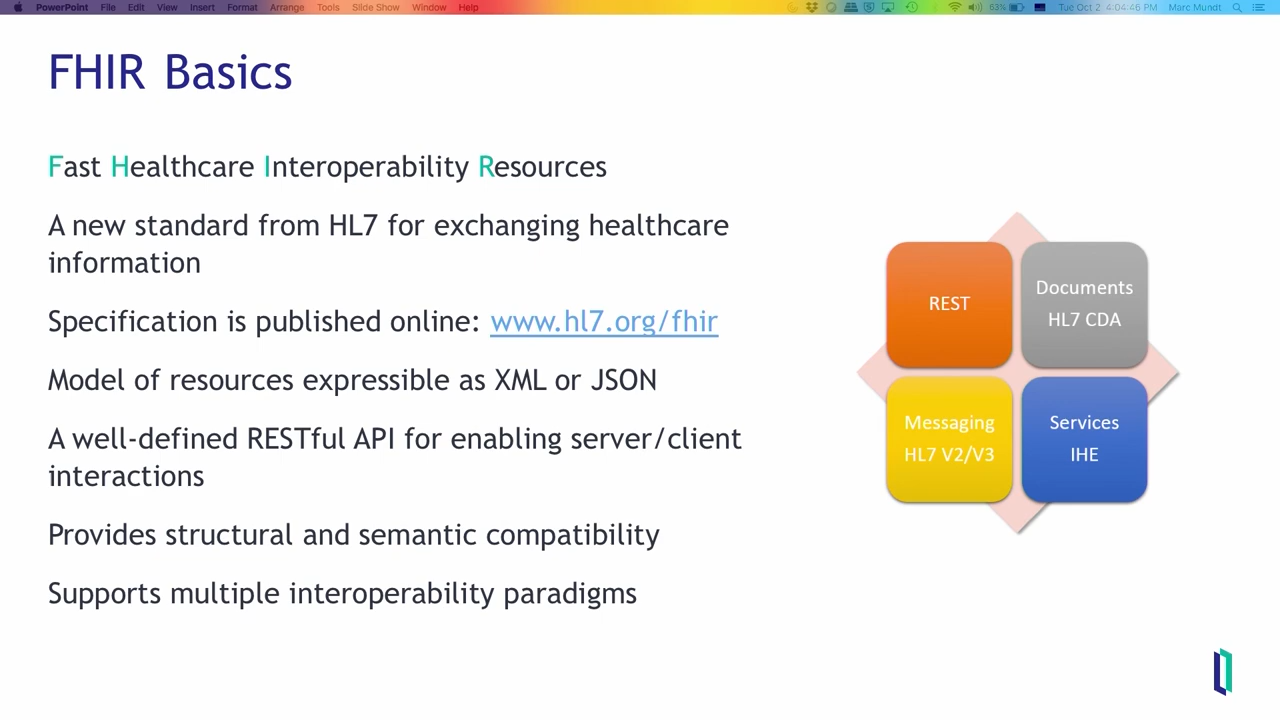 PowerPoint File Edit View Insert Format Arrange Tools Slide Show Window Help 63% Tue Oct 2 4:04:46 PM Marc Mundt
FHIR Basics
Fast Healthcare Interoperability Resources
A new standard from HL7 for exchanging healthcare
information
Specification is published online: www.hl7.org/fhir
Model of resources expressible as XML or JSON
A well-defined RESTful API for enabling server/client
interactions
Provides structural and semantic compatibility
Supports multiple interoperability paradigms
REST
Documents
HL7 CDA
Messaging
HL7 V2/V3
Services
IHE